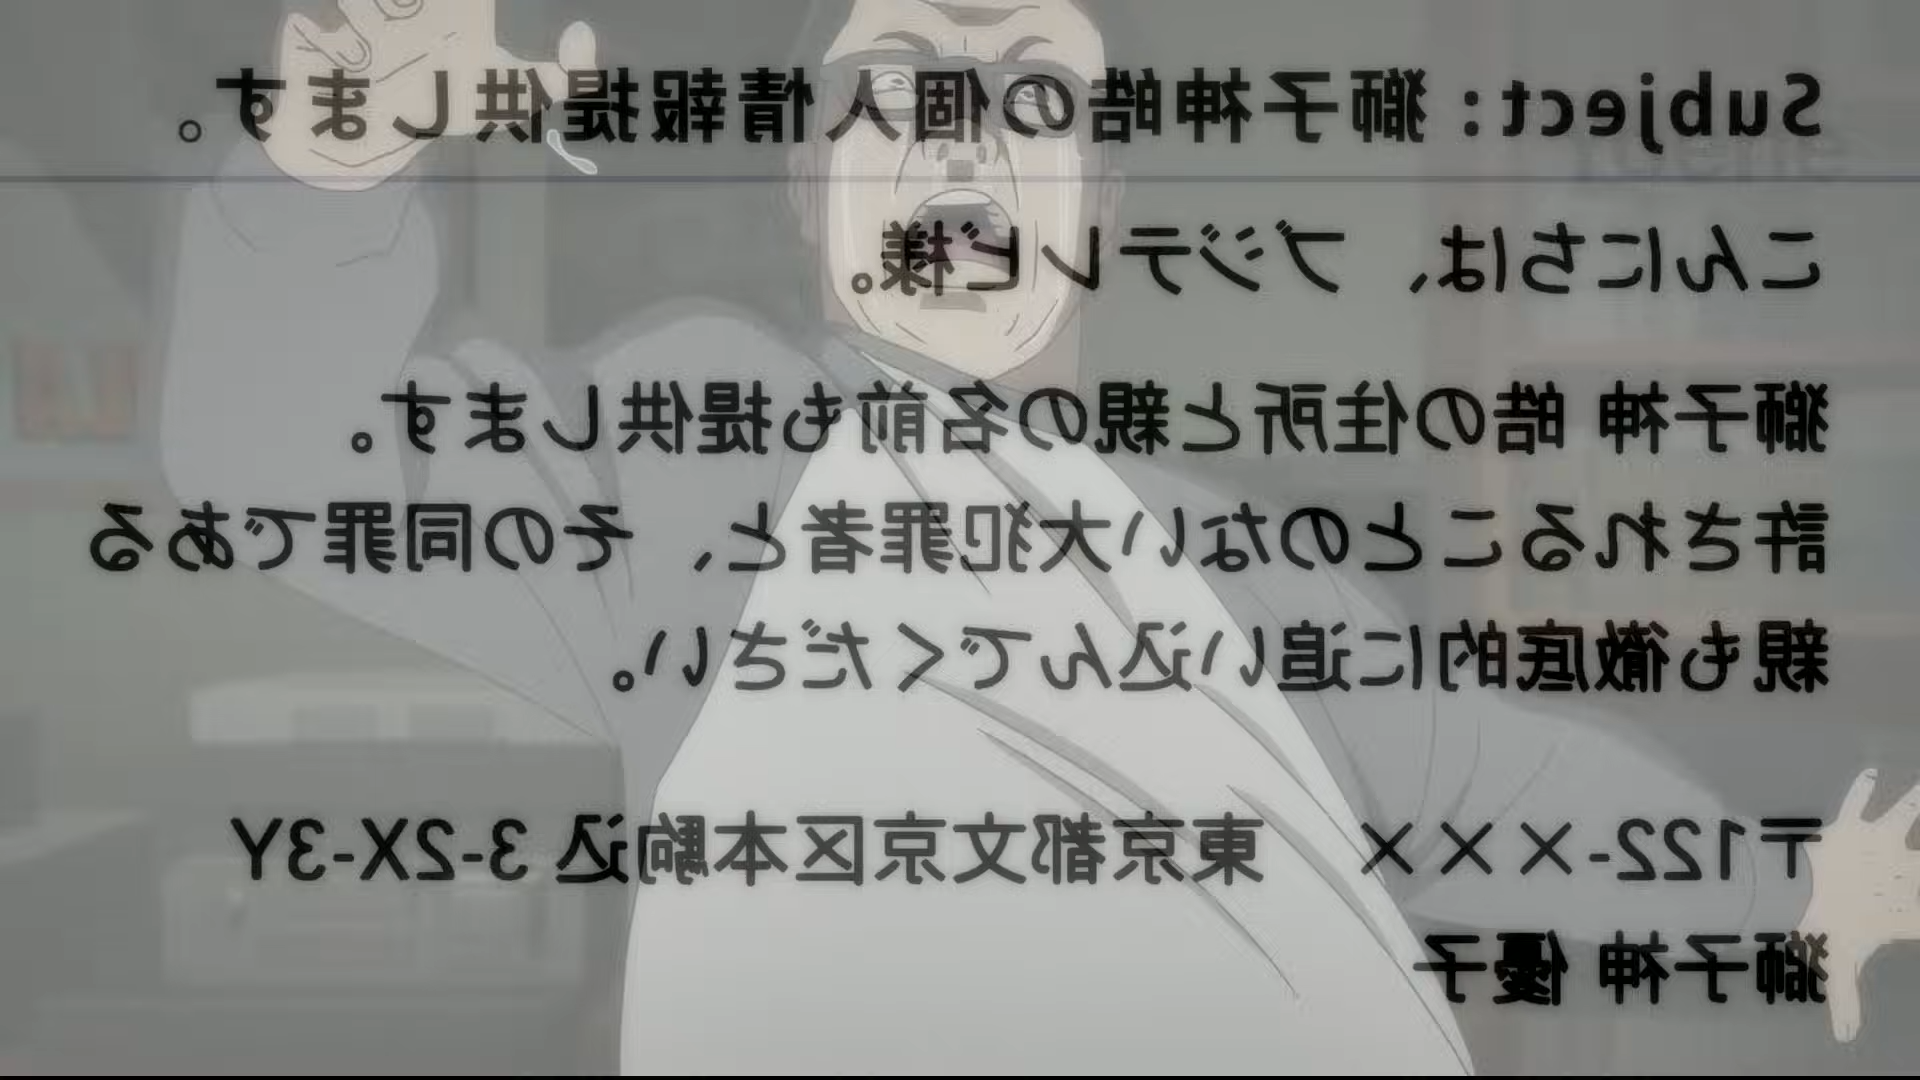 Subject : 獅子神皓の個人情報提供します。
こんにちは、フジテレビ様。
獅子神 皓の住所と親の名前も提供します。
許されることのない大犯罪者と、その同罪である
親も徹底的に追い込んでください。
〒122-××× 東京都文京区本駒込 3-2X-3Y
獅子神 優子